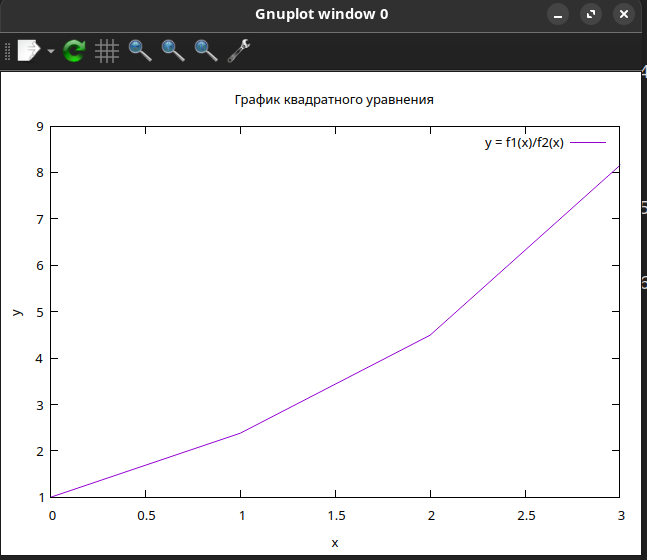 Gnuplot window 0
График квадратного уравнения
y = f1(x)/f2(x)
9
8
7
6
5
4
3
2
1
y
0 0.5 1 1.5 2 2.5 3
x